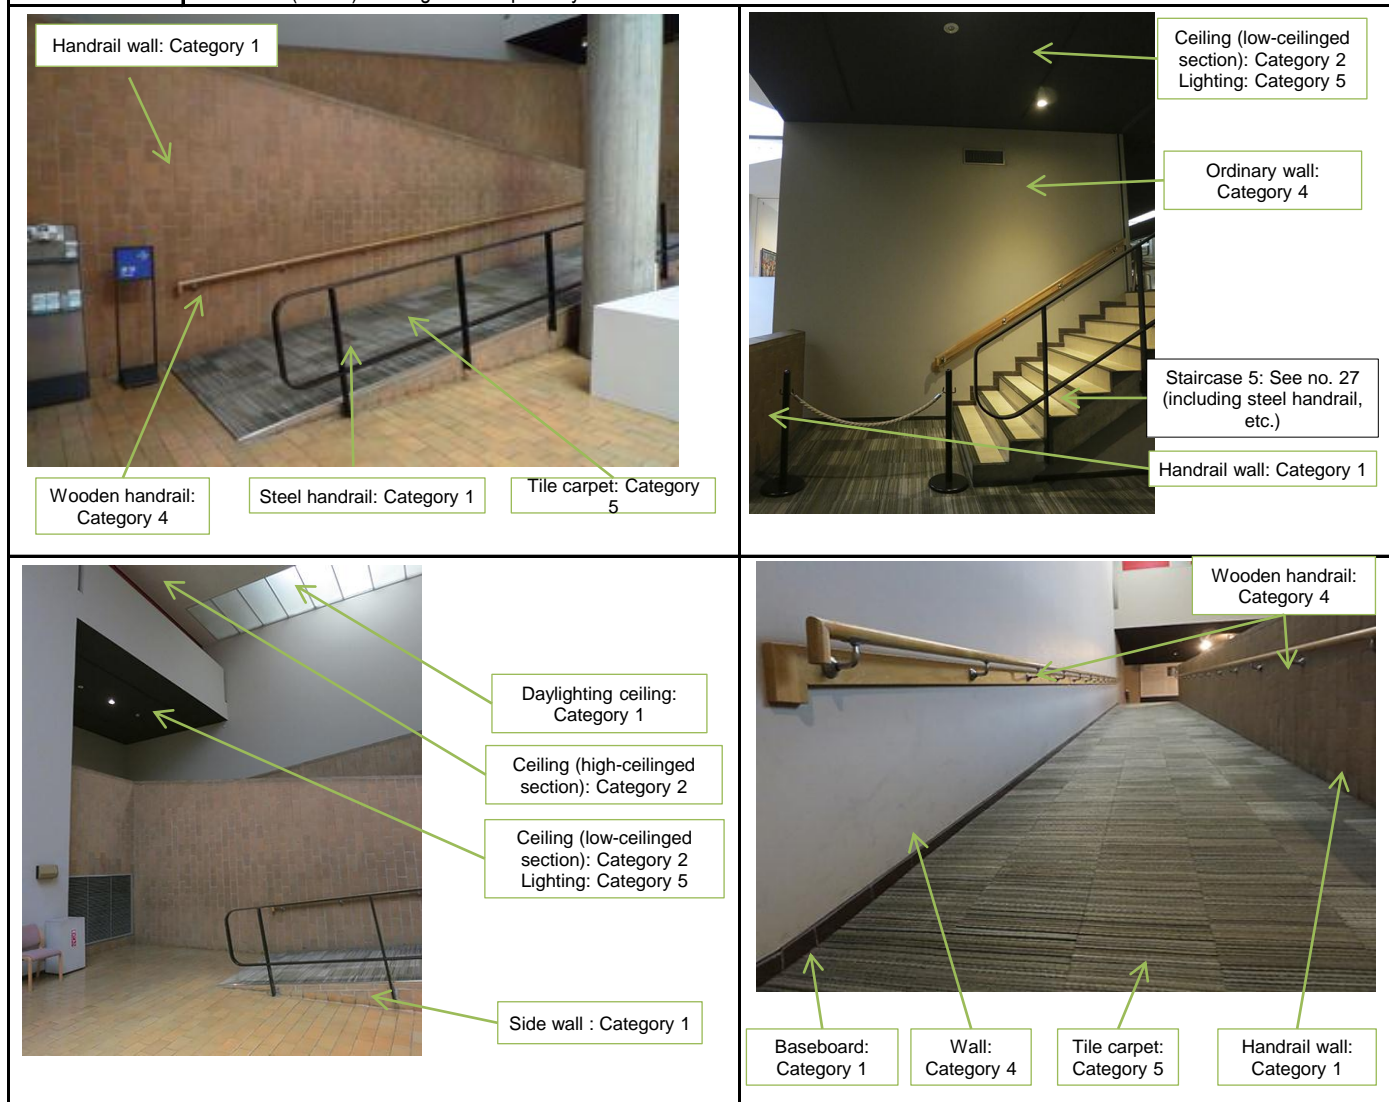 Handrail wall: Category 1
Wooden handrail:
Category 4
Steel handrail: Category 1
Tile carpet: Category
5
Ceiling (low-ceilinged
section): Category 2
Lighting: Category 5
Ordinary wall:
Category 4
Staircase 5: See no. 27
(including steel handrail,
etc.)
Handrail wall: Category 1
Daylighting ceiling:
Category 1
Ceiling (high-ceilinged
section): Category 2
Ceiling (low-ceilinged
section): Category 2
Lighting: Category 5
Side wall : Category 1
Wooden handrail:
Category 4
Baseboard:
Category 1
Wall:
Category 4
Tile carpet:
Category 5
Handrail wall:
Category 1